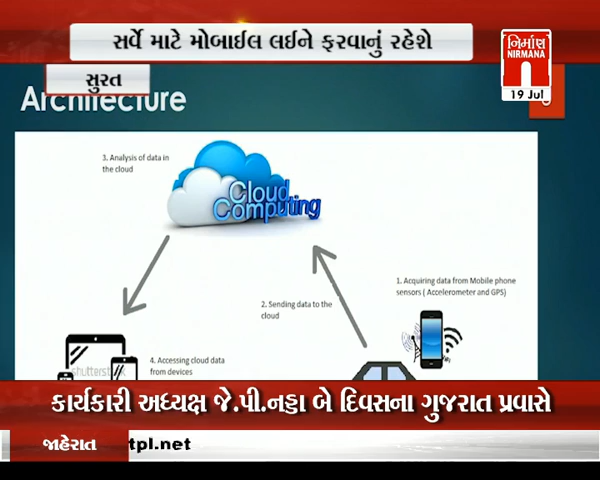 સર્વે માટે મોબાઈલ લઈને ફરવાનું રહેશે
નિર્માણ
NIRMANA
સુરત
19 Jul
Architecture
3. Analysis of data in
the cloud
Cloud
Computing
1. Acquiring data from Mobile phone
sensors ( Accelerometer and GPS)
2. Sending data to the
cloud
shutterst
4. Accessing cloud data
from devices
કાર્યકારી અધ્યક્ષ જે.પી.નડ્ડા બે દિવસના ગુજરાત પ્રવાસે
જાહેરાત
tpl.net